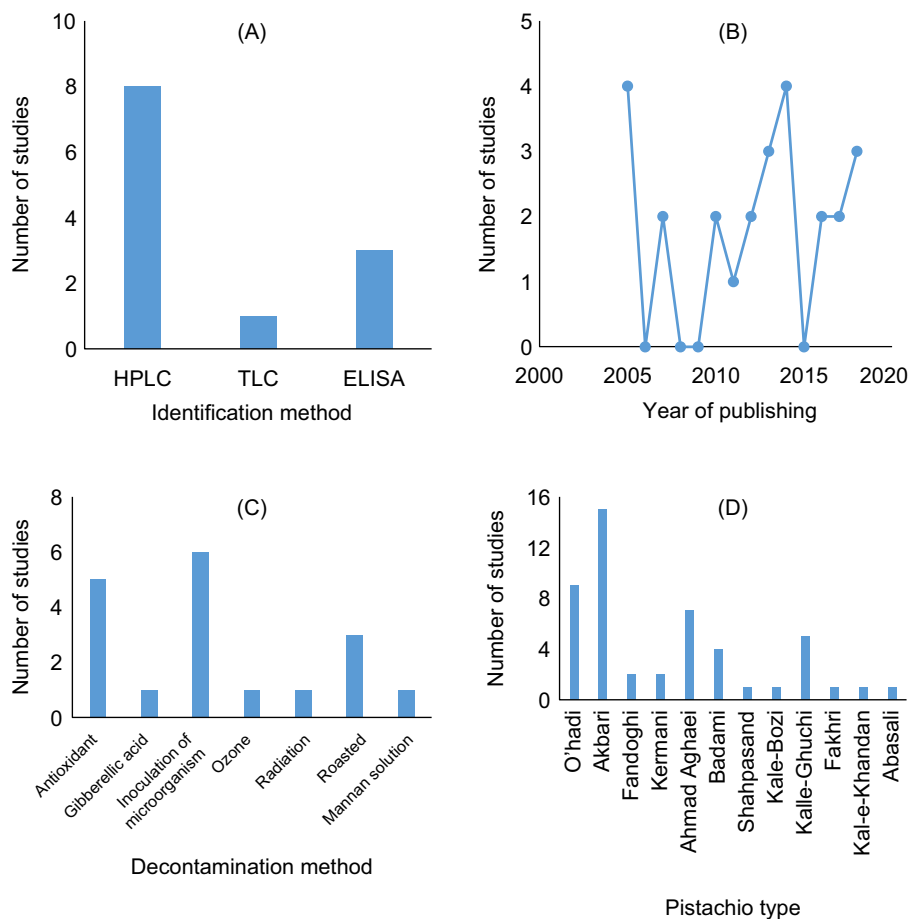 (A)
Number of studies
10
8
6
4
2
0
HPLC TLC ELISA
Identification method
(B)
Number of studies
5
4
3
2
1
0
2000 2005 2010 2015 2020
Year of publishing
(C)
Number of studies
8
6
4
2
0
Antioxidant
Gibberellic acid
Inoculation of
microorganism
Ozone
Radiation
Roasted
Mannan solution
Decontamination method
(D)
Number of studies
16
12
8
4
0
O'hadi
Akbari
Fandoghi
Kermani
Ahmad Aghaei
Badami
Shahpasand
Kale-Bozi
Kalle-Ghuchi
Fakhri
Kal-e-Khandan
Abasali
Pistachio type